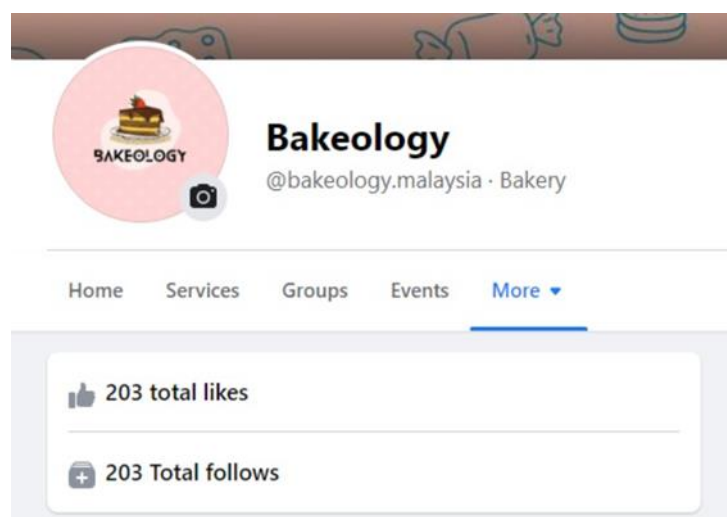 BAKEOLOGY
Bakeology
@bakeology.malaysia · Bakery
Home Services Groups Events More
203 total likes
203 Total follows